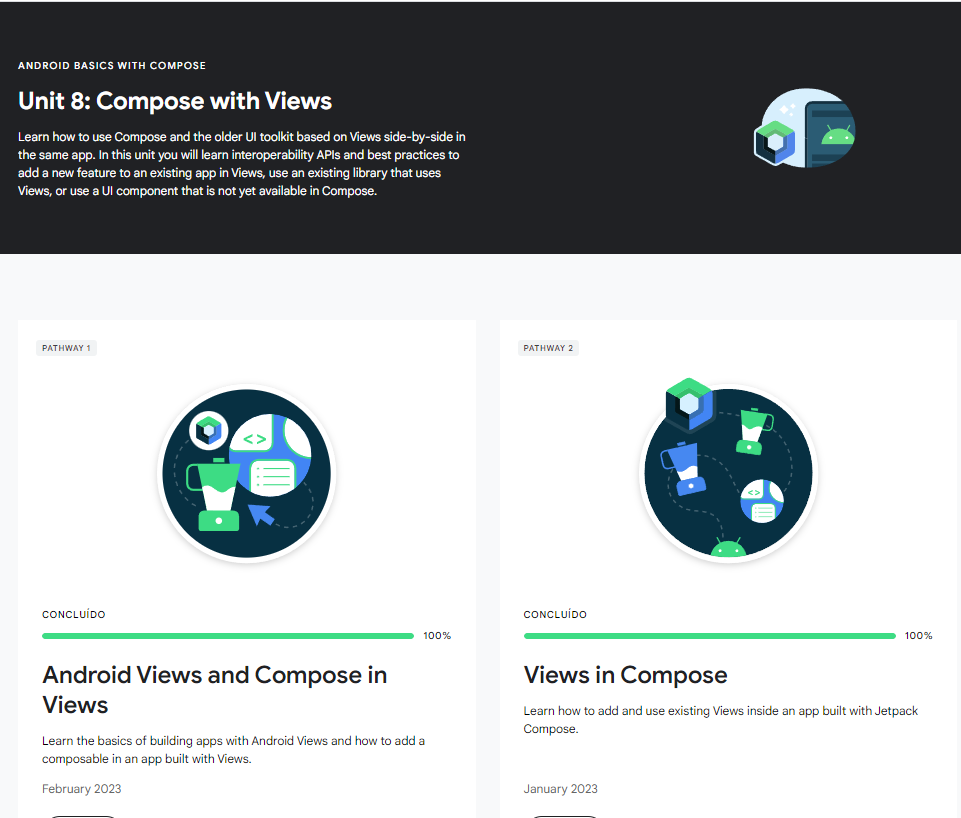 ANDROID BASICS WITH COMPOSE
Unit 8: Compose with Views
Learn how to use Compose and the older UI toolkit based on Views side-by-side in
the same app. In this unit you will learn interoperability APIs and best practices to
add a new feature to an existing app in Views, use an existing library that uses
Views, or use a UI component that is not yet available in Compose.
PATHWAY 1
< >
CONCLUÍDO
100%
Android Views and Compose in
Views
Learn the basics of building apps with Android Views and how to add a
composable in an app built with Views.
February 2023
PATHWAY 2
< >
CONCLUÍDO
100%
Views in Compose
Learn how to add and use existing Views inside an app built with Jetpack
Compose.
January 2023